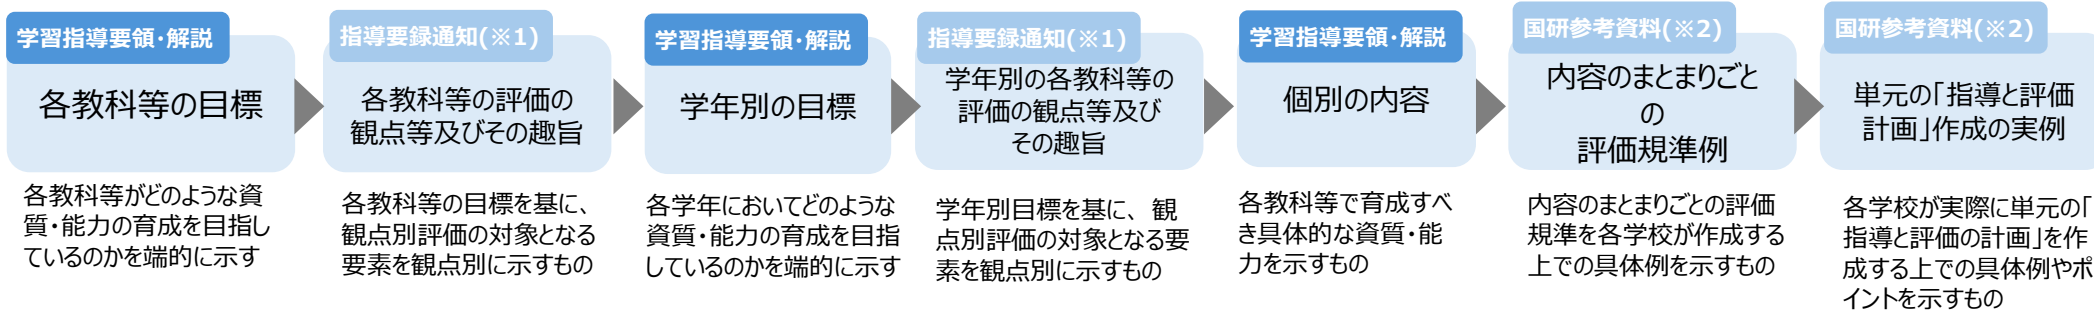 学習指導要領・解説
各教科等の目標
各教科等がどのような資
質・能力の育成を目指し
ているのかを端的に示す
指導要録通知(※1)
各教科等の評価の
観点等及びその趣旨
各教科等の目標を基に、
観点別評価の対象となる
要素を観点別に示すもの
学習指導要領・解説
学年別の目標
各学年においてどのような
資質・能力の育成を目指
しているのかを端的に示す
指導要録通知(※1)
学年別の各教科等の
評価の観点等及び
その趣旨
学年別目標を基に、観
点別評価の対象となる要
素を観点別に示すもの
学習指導要領・解説
個別の内容
各教科等で育成すべ
き具体的な資質・能
力を示すもの
国研参考資料(※2)
内容のまとまりごと
の
評価規準例
内容のまとまりごとの評価
規準を各学校が作成する
上での具体例を示すもの
国研参考資料(※2)
単元の「指導と評価
計画」作成の実例
各学校が実際に単元の「
指導と評価の計画」を作
成する上での具体例やポ
イントを示すもの